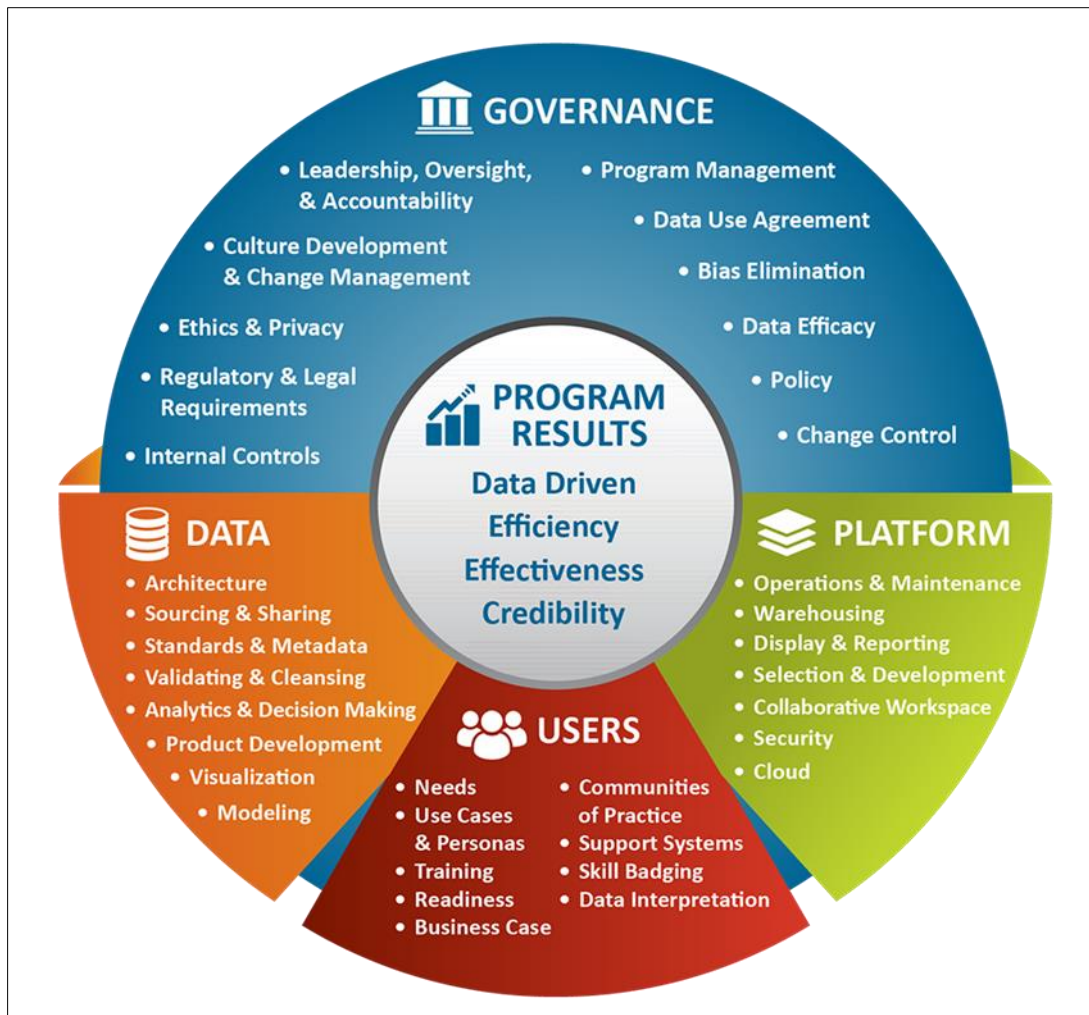 GOVERNANCE
• Leadership, Oversight,
& Accountability
• Culture Development
& Change Management
• Ethics & Privacy
• Regulatory & Legal
Requirements
• Internal Controls
• Program Management
• Data Use Agreement
• Bias Elimination
• Data Efficacy
• Policy
• Change Control
PROGRAM
RESULTS
Data Driven
Efficiency
Effectiveness
Credibility
DATA
• Architecture
• Sourcing & Sharing
• Standards & Metadata
• Validating & Cleansing
• Analytics & Decision Making
• Product Development
• Visualization
• Modeling
USERS
• Needs
• Use Cases
& Personas
• Training
• Readiness
• Business Case
• Communities
of Practice
• Support Systems
• Skill Badging
• Data Interpretation
PLATFORM
• Operations & Maintenance
• Warehousing
• Display & Reporting
• Selection & Development
• Collaborative Workspace
• Security
• Cloud